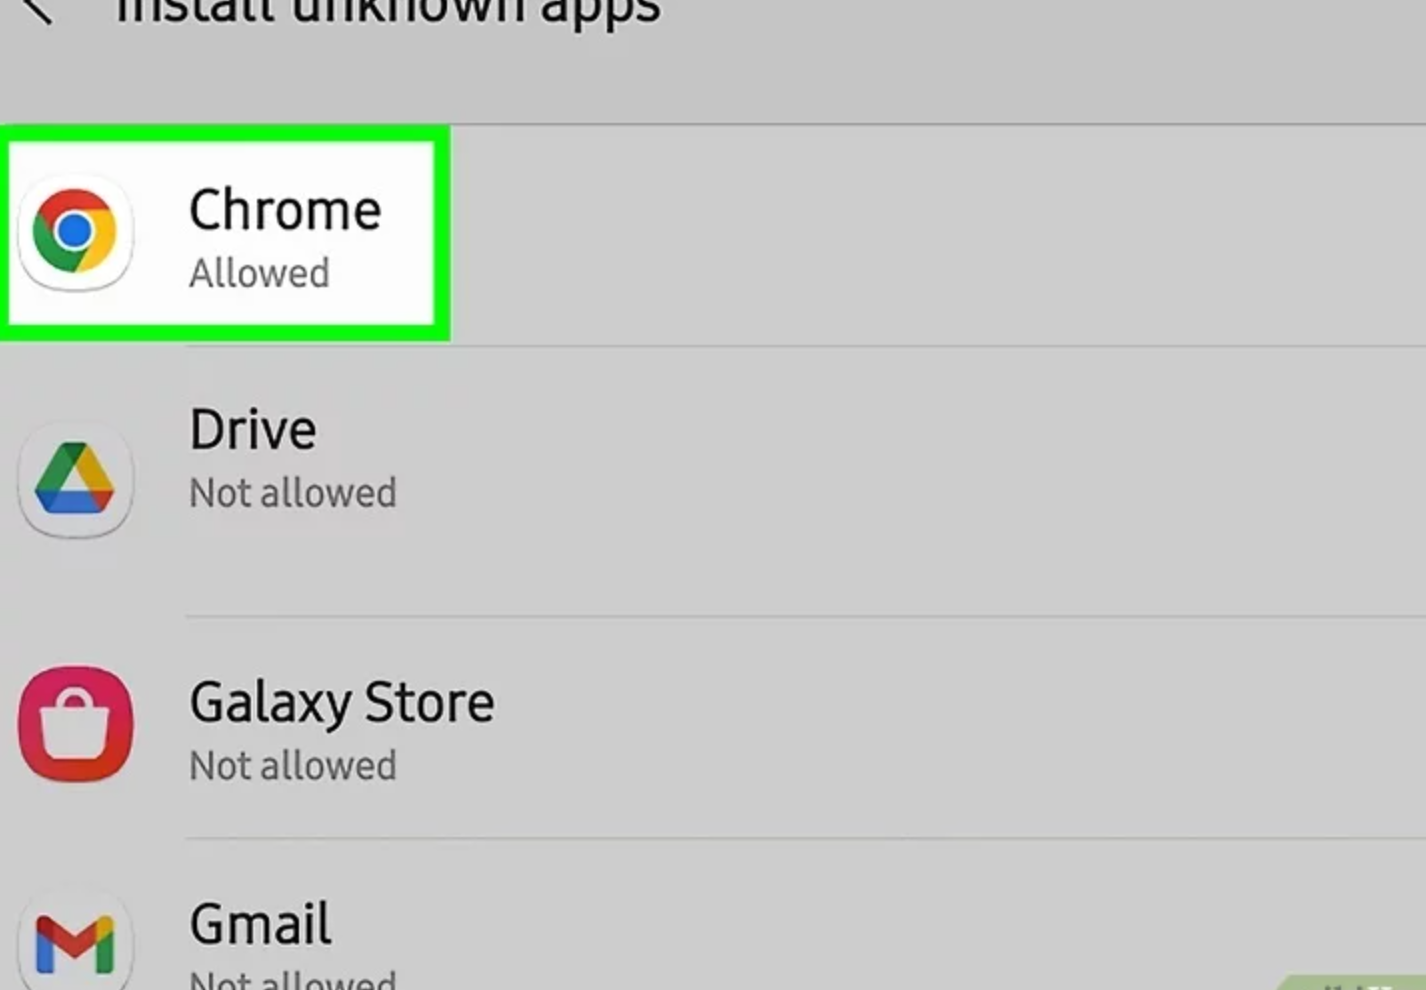 Install unknown apps
Chrome
Allowed
Drive
Not allowed
Galaxy Store
Not allowed
Gmail
Not allowed